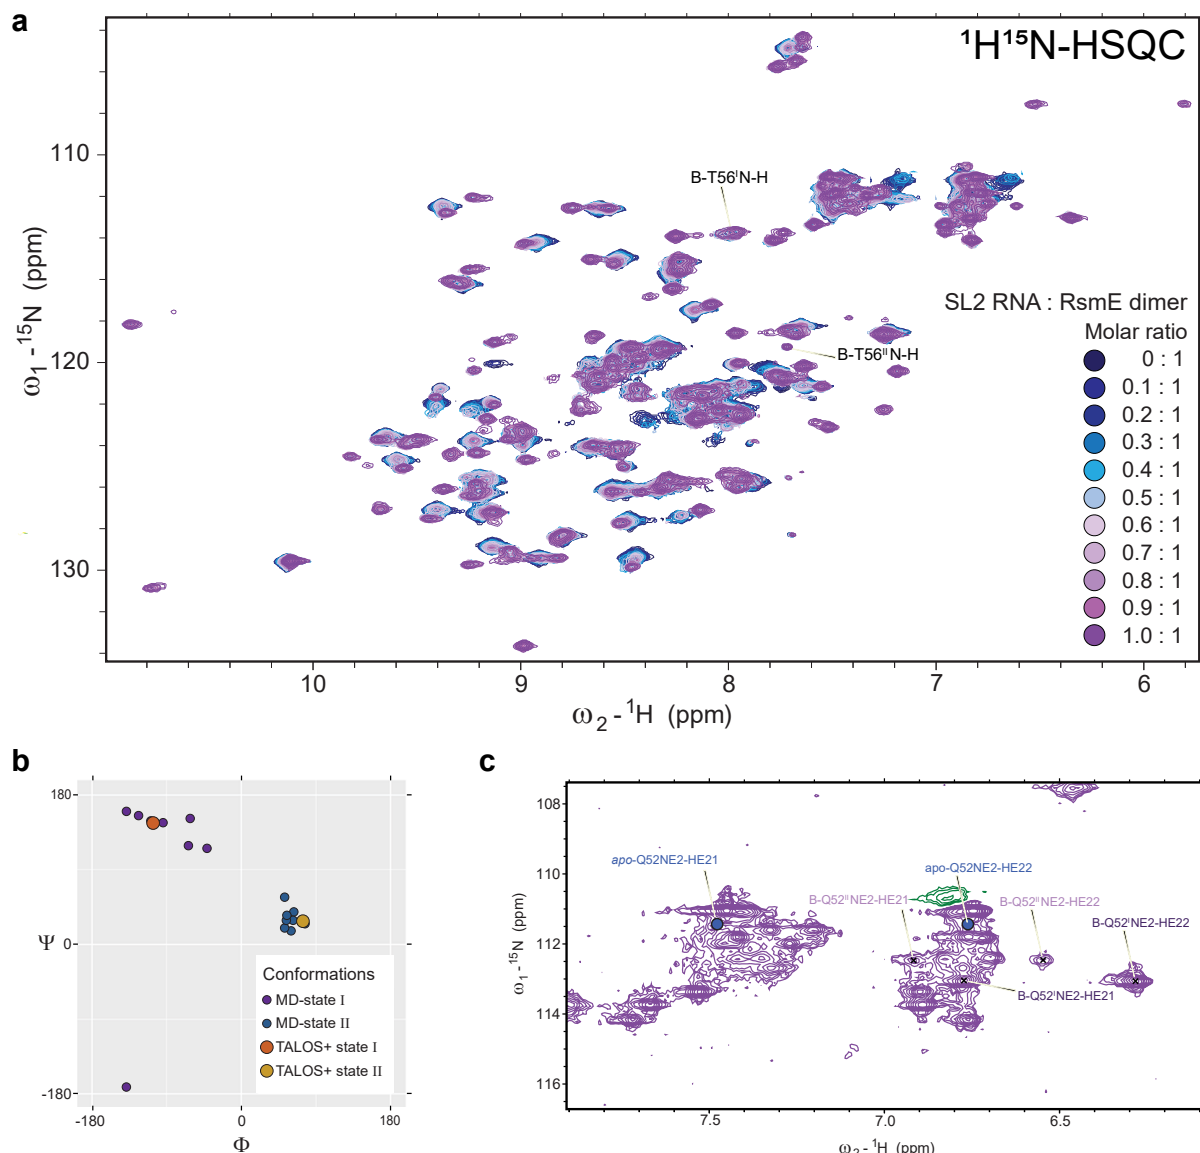 a
¹H¹⁵N-HSQC
110
120
130
ω1 - ¹⁵N (ppm)
B-T56ᴵN-H
B-T56ᴵᴵN-H
SL2 RNA : RsmE dimer
Molar ratio
0 : 1
0.1 : 1
0.2 : 1
0.3 : 1
0.4 : 1
0.5 : 1
0.6 : 1
0.7 : 1
0.8 : 1
0.9 : 1
1.0 : 1
10 9 8 7 6
ω2 - ¹H (ppm)
b
180
Ψ 0
-180
Conformations
MD-state I
MD-state II
TALOS+ state I
TALOS+ state II
-180 0 180
Φ
c
108
110
112
114
116
ω1 - ¹⁵N (ppm)
apo-Q52NE2-HE21
apo-Q52NE2-HE22
B-Q52ᴵᴵNE2-HE21
B-Q52ᴵᴵNE2-HE22
B-Q52ᴵNE2-HE22
B-Q52ᴵNE2-HE21
7.5 7.0 6.5
ω2 - ¹H (ppm)